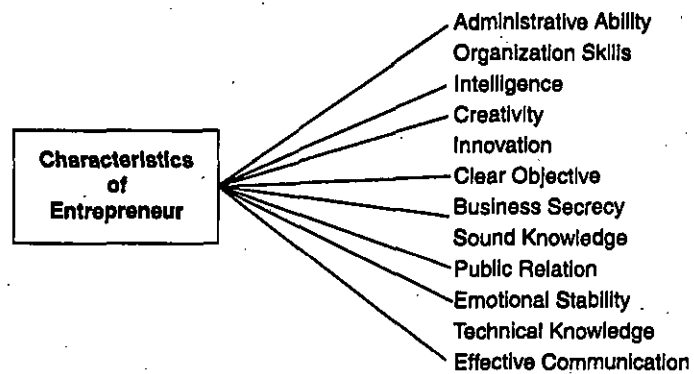 Characteristics
of
Entrepreneur
Administrative Ability
Organization Skills
Intelligence
Creativity
Innovation
Clear Objective
Business Secrecy
Sound Knowledge
Public Relation
Emotional Stability
Technical Knowledge
Effective Communication